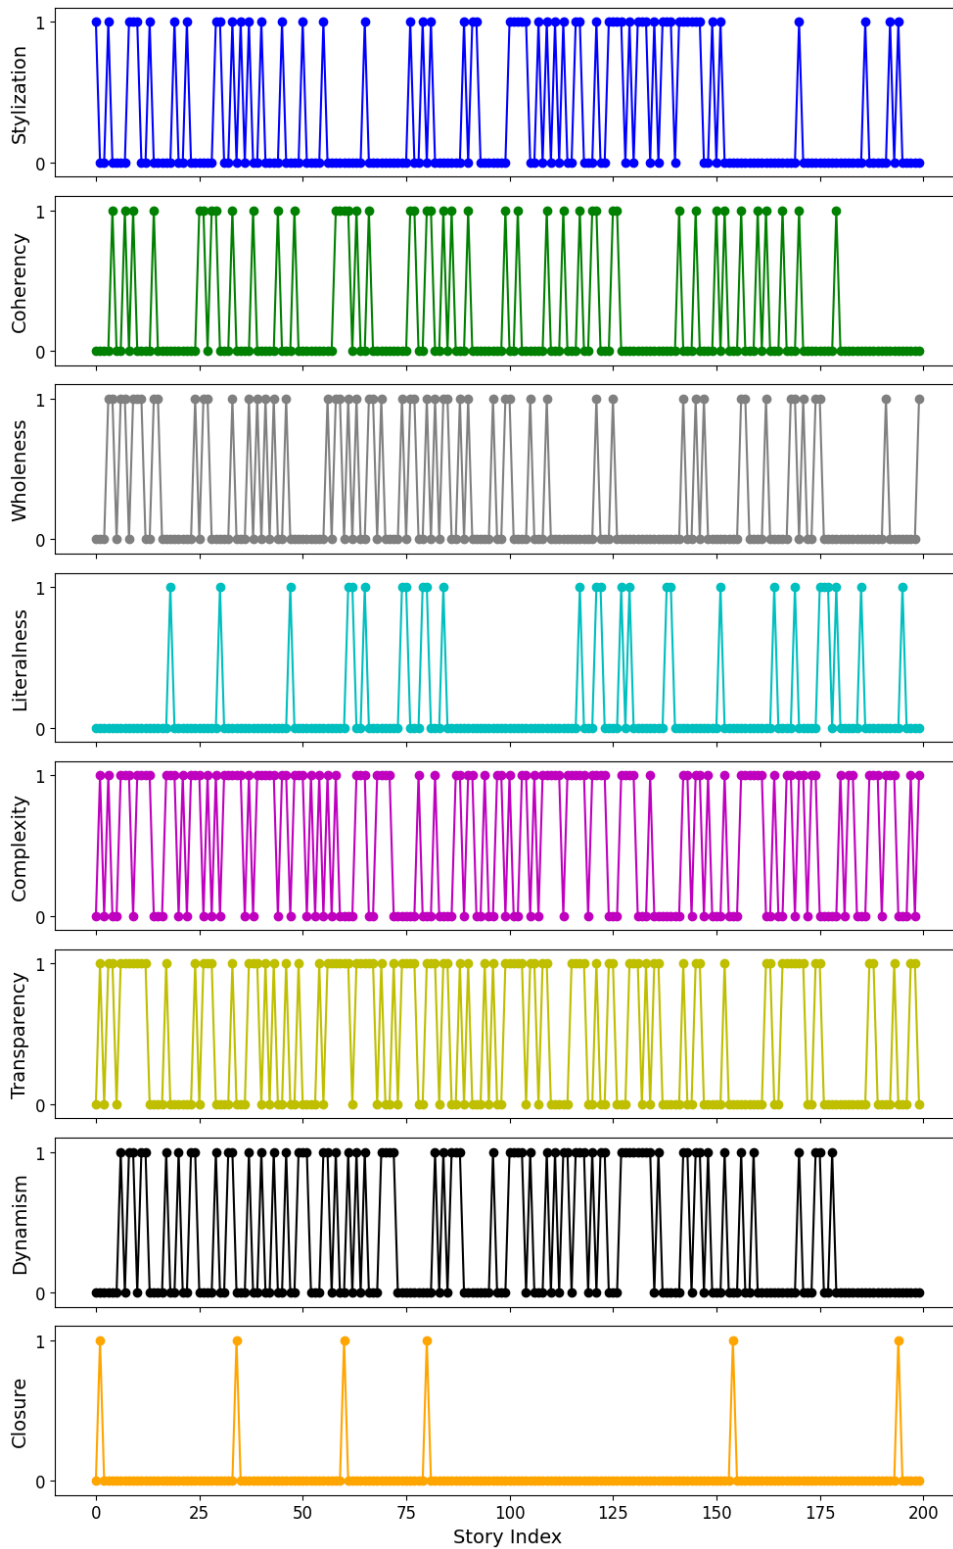 1
0
Stylization
1
0
Coherency
1
0
Wholeness
1
0
Literalness
1
0
Complexity
1
0
Transparency
1
0
Dynamism
1
0
Closure
0 25 50 75 100 125 150 175 200
Story Index